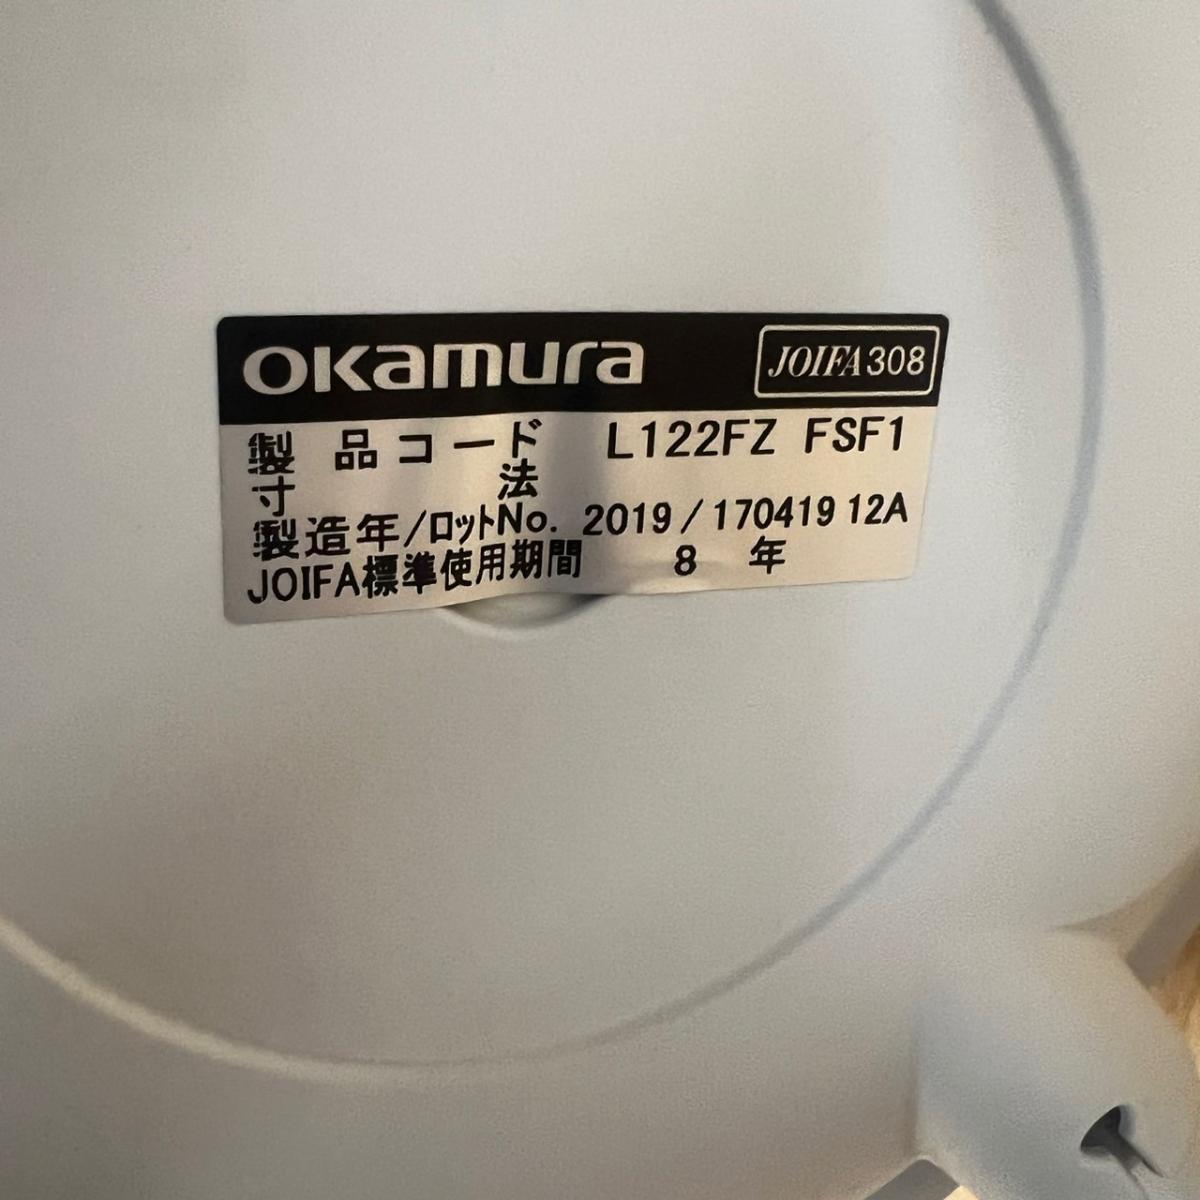 okamura JOIFA308
製品コード L122FZ FSF1
寸法
製造年/ロットNo. 2019/170419 12A
JOIFA標準使用期間 8 年